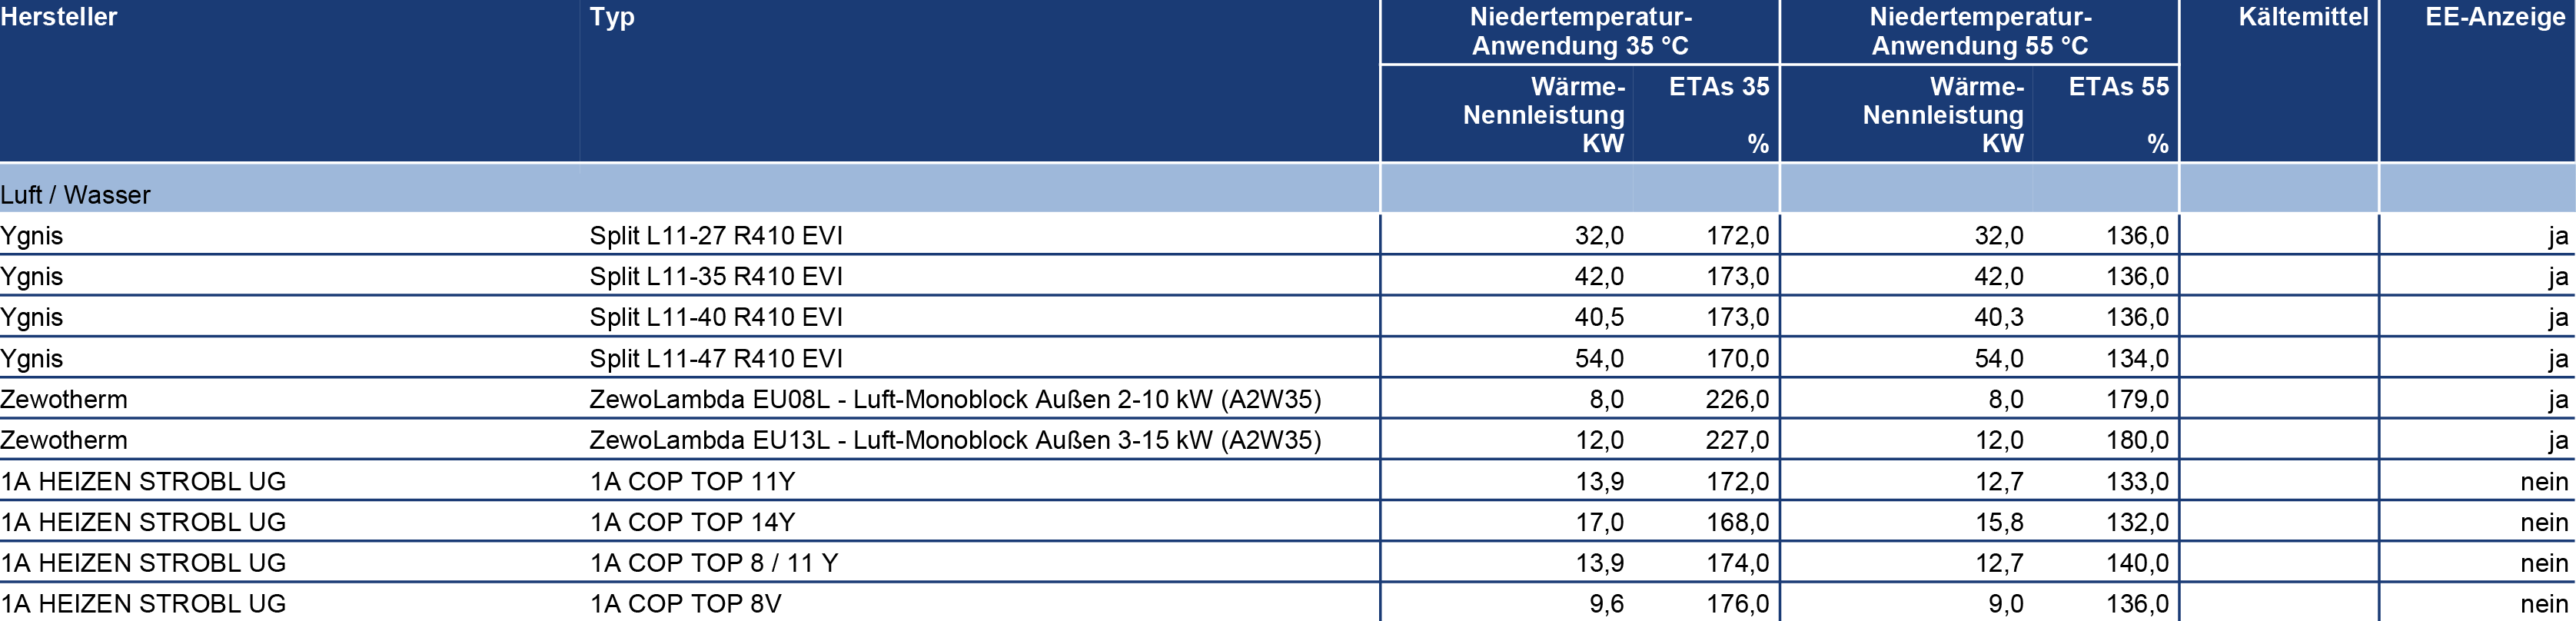 Hersteller Typ Niedertemperatur- Niedertemperatur- Kältemittel EE-Anzeige
Anwendung 35 °C Anwendung 55 °C
Wärme- ETAs 35 Wärme- ETAs 55
Nennleistung Nennleistung
KW % KW %
Luft / Wasser
Ygnis Split L11-27 R410 EVI 32,0 172,0 32,0 136,0 ja
Ygnis Split L11-35 R410 EVI 42,0 173,0 42,0 136,0 ja
Ygnis Split L11-40 R410 EVI 40,5 173,0 40,3 136,0 ja
Ygnis Split L11-47 R410 EVI 54,0 170,0 54,0 134,0 ja
Zewotherm ZewoLambda EU08L - Luft-Monoblock Außen 2-10 kW (A2W35) 8,0 226,0 8,0 179,0 ja
Zewotherm ZewoLambda EU13L - Luft-Monoblock Außen 3-15 kW (A2W35) 12,0 227,0 12,0 180,0 ja
1A HEIZEN STROBL UG 1A COP TOP 11Y 13,9 172,0 12,7 133,0 nein
1A HEIZEN STROBL UG 1A COP TOP 14Y 17,0 168,0 15,8 132,0 nein
1A HEIZEN STROBL UG 1A COP TOP 8 / 11 Y 13,9 174,0 12,7 140,0 nein
1A HEIZEN STROBL UG 1A COP TOP 8V 9,6 176,0 9,0 136,0 nein